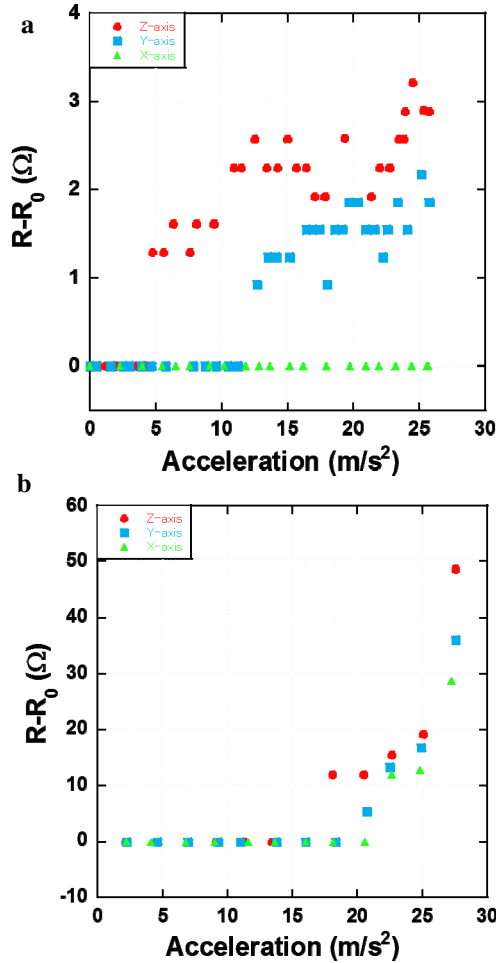 a
Z-axis
Y-axis
X-axis
4
3
2
1
0
R-R0 (Ω)
0 5 10 15 20 25 30
Acceleration (m/s²)
b
Z-axis
Y-axis
X-axis
60
50
40
30
20
10
0
-10
R-R0 (Ω)
0 5 10 15 20 25 30
Acceleration (m/s²)